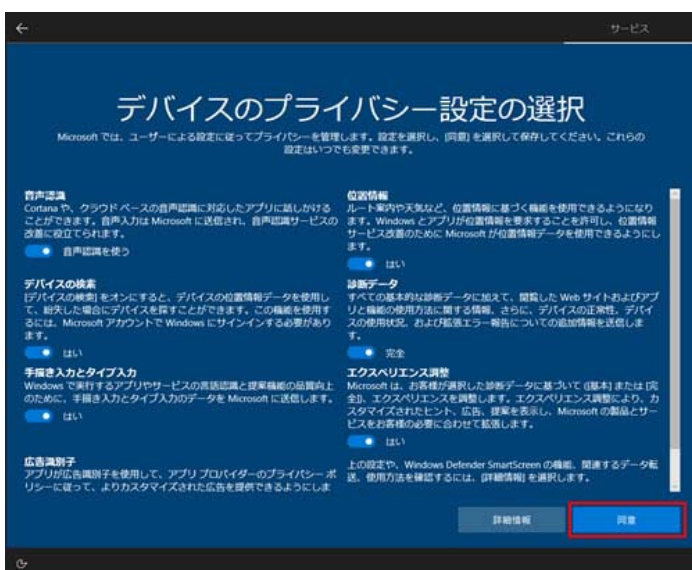 サービス
デバイスのプライバシー設定の選択
Microsoft では、ユーザーによる設定に従ってプライバシーを管理します。設定を選択し、[同意] を選択して保存してください。これらの
設定はいつでも変更できます。
音声認識
Cortana や、クラウド ベースの音声認識に対応したアプリに話しかける
ことができます。音声入力は Microsoft に送信され、音声認識サービスの
改善に役立てられます。
音声認識を使う
デバイスの検索
[デバイスの検索] をオンにすると、デバイスの位置情報データを使用し
て、紛失した場合にデバイスを探すことができます。この機能を使用す
るには、Microsoft アカウントで Windows にサインインする必要があり
ます。
はい
手描き入力とタイプ入力
Windows で実行するアプリやサービスの言語認識と提案機能の品質向上
のために、手描き入力とタイプ入力のデータを Microsoft に送信します。
はい
広告識別子
アプリが広告識別子を使用して、アプリ プロバイダーのプライバシー ポ
リシーに従って、よりカスタマイズされた広告を提供できるようにしま
位置情報
ルート案内や天気など、位置情報に基づく機能を使用できるようになり
ます。Windows とアプリが位置情報を要求することを許可し、位置情報
サービス改善のために Microsoft が位置情報データを使用できるようにし
ます。
はい
診断データ
すべての基本的な診断データに加えて、閲覧した Web サイトおよびアプ
リと機能の使用方法に関する情報、さらに、デバイスの正常性、デバイ
スの使用状況、および拡張エラー報告についての追加情報を送信しま
す。
完全
エクスペリエンス調整
Microsoft は、お客様が選択した診断データに基づいて ([基本] または [完
全])、エクスペリエンスを調整します。エクスペリエンス調整により、カ
スタマイズされたヒント、広告、提案を表示し、Microsoft の製品とサー
ビスをお客様の必要に合わせて拡張します。
はい
上の設定や、Windows Defender SmartScreen の機能、関連するデータ転
送、使用方法を確認するには、[詳細情報] を選択します。
詳細情報
同意